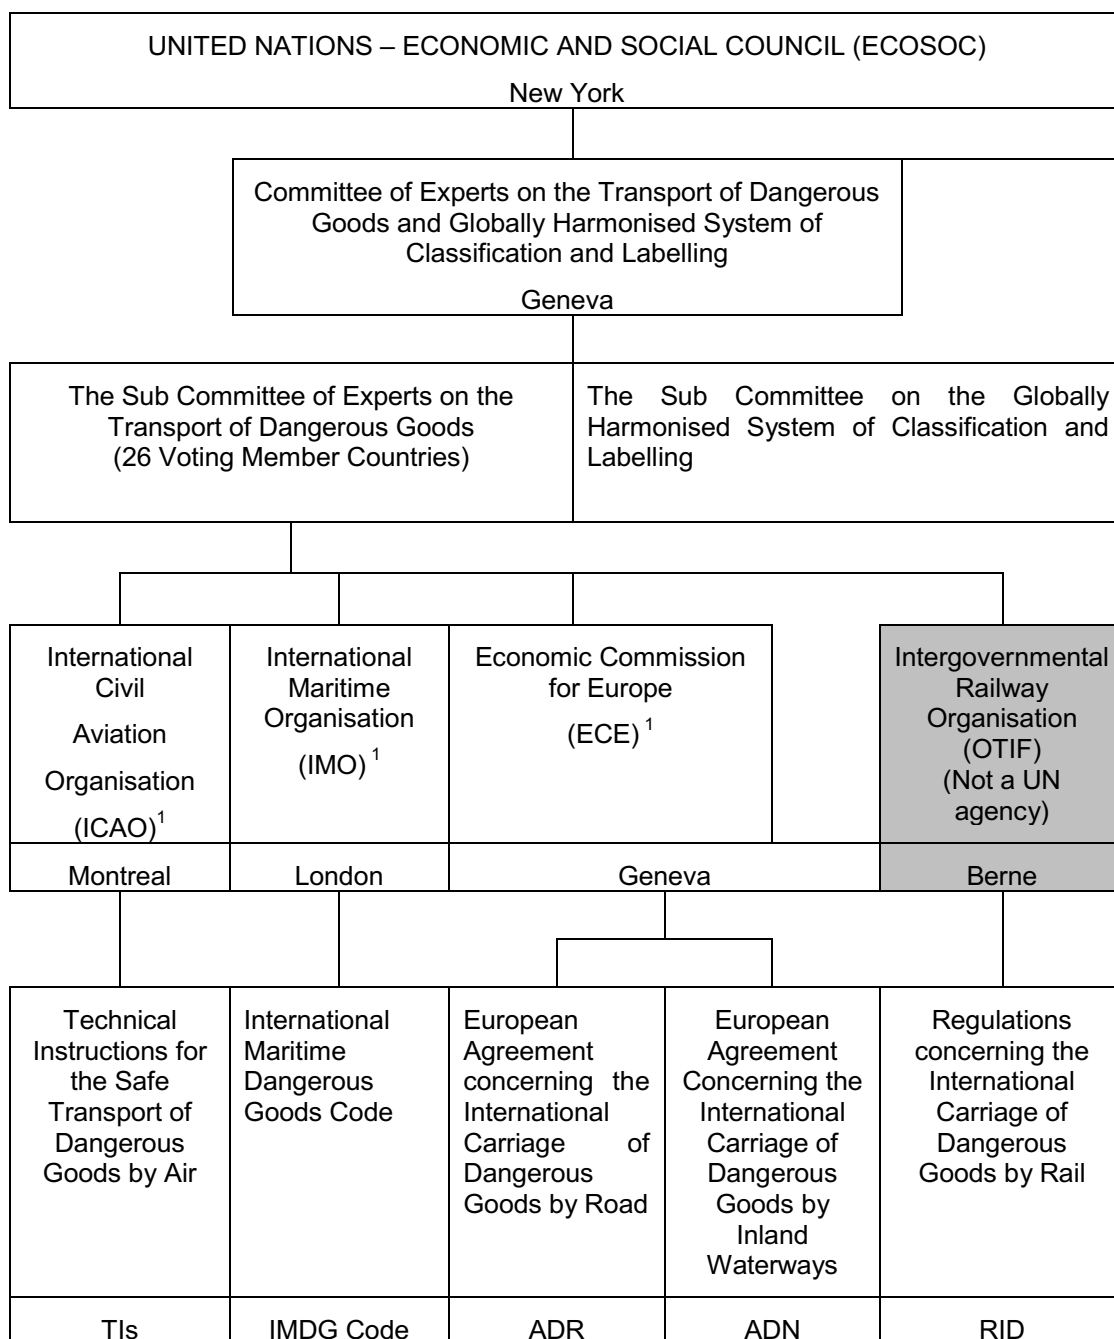 UNITED NATIONS – ECONOMIC AND SOCIAL COUNCIL (ECOSOC)
New York
Committee of Experts on the Transport of Dangerous
Goods and Globally Harmonised System of
Classification and Labelling
Geneva
The Sub Committee of Experts on the
Transport of Dangerous Goods
(26 Voting Member Countries)
The Sub Committee on the Globally
Harmonised System of Classification and
Labelling
International
Civil
Aviation
Organisation
(ICAO)1
International
Maritime
Organisation
(IMO) 1
Economic Commission
for Europe
(ECE) 1
Intergovernmental
Railway
Organisation
(OTIF)
(Not a UN
agency)
Montreal
London
Geneva
Berne
Technical
Instructions for
the Safe
Transport of
Dangerous
Goods by Air
International
Maritime
Dangerous
Goods Code
European
Agreement
concerning the
International
Carriage of
Dangerous
Goods by Road
European
Agreement
Concerning the
International
Carriage of
Dangerous
Goods by
Inland
Waterways
Regulations
concerning the
International
Carriage of
Dangerous
Goods by Rail
TIs
IMDG Code
ADR
ADN
RID